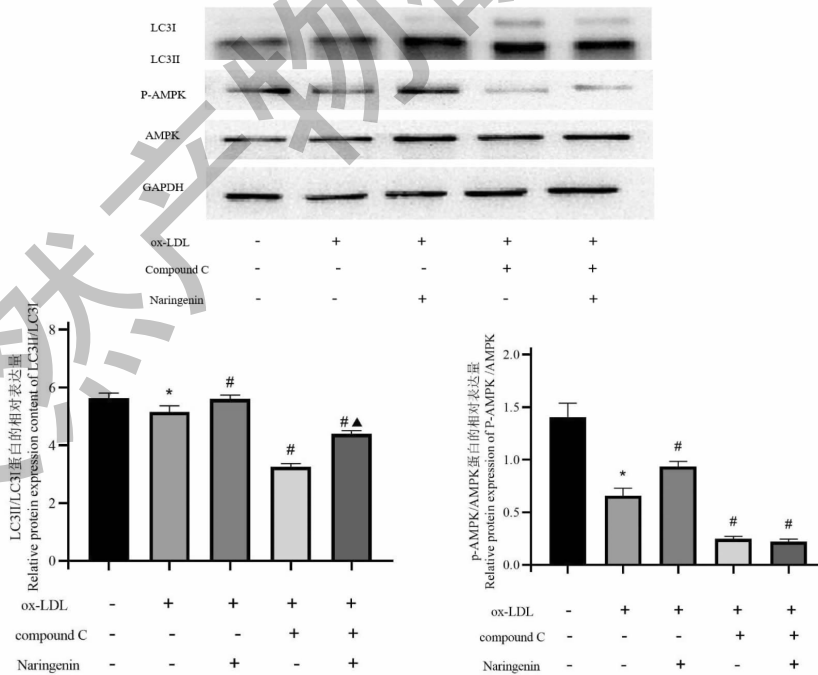 LC3I
LC3II
P-AMPK
AMPK
GAPDH
ox-LDL - + + + +
Compound C - - - + +
Naringenin - - + - +
LC3II/LC3I蛋白的相对表达量
Relative protein expression content of LC3II/LC3I
8
6
4
2
0
*
#
#
#▲
ox-LDL - + + + +
compound C - - - + +
Naringenin - - + - +
p-AMPK/AMPK蛋白的相对表达量
Relative protein expression of P-AMPK /AMPK
2.0
1.5
1.0
0.5
0.0
*
#
#
#
ox-LDL - + + + +
compound C - - - + +
Naringenin - - + - +
然产物